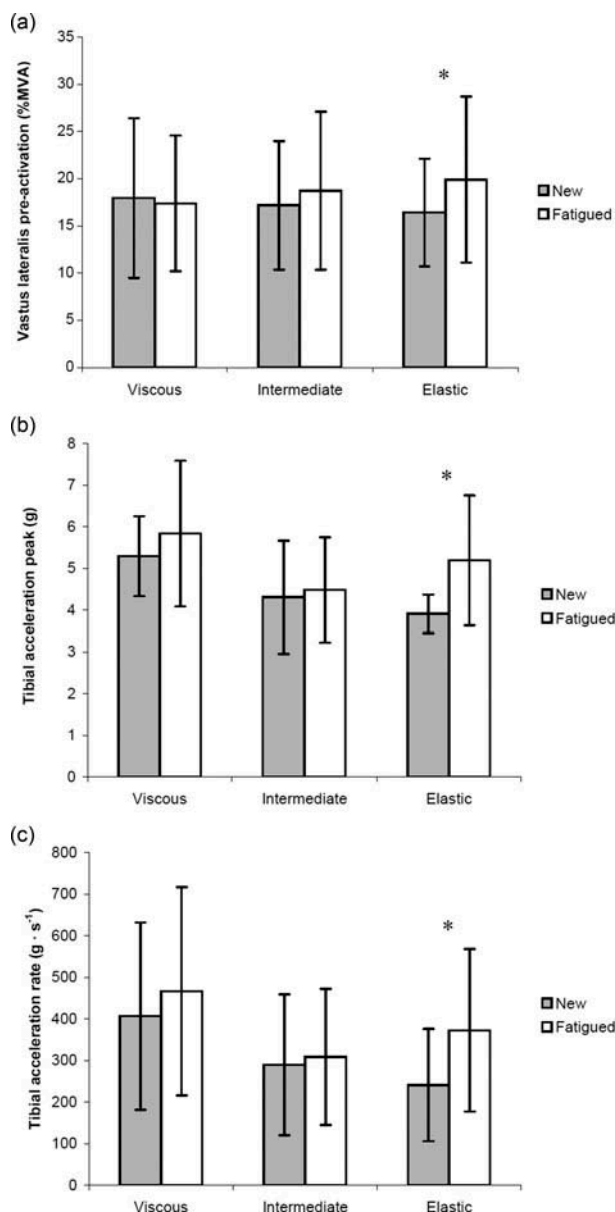 (a)
Vastus lateralis pre-activation (%MVA)
35
30
25
20
15
10
5
0
*
New
Fatigued
Viscous Intermediate Elastic
(b)
Tibial acceleration peak (g)
8
7
6
5
4
3
2
1
0
*
New
Fatigued
Viscous Intermediate Elastic
(c)
Tibial acceleration rate (g · s⁻¹)
800
700
600
500
400
300
200
100
0
*
New
Fatigued
Viscous Intermediate Elastic